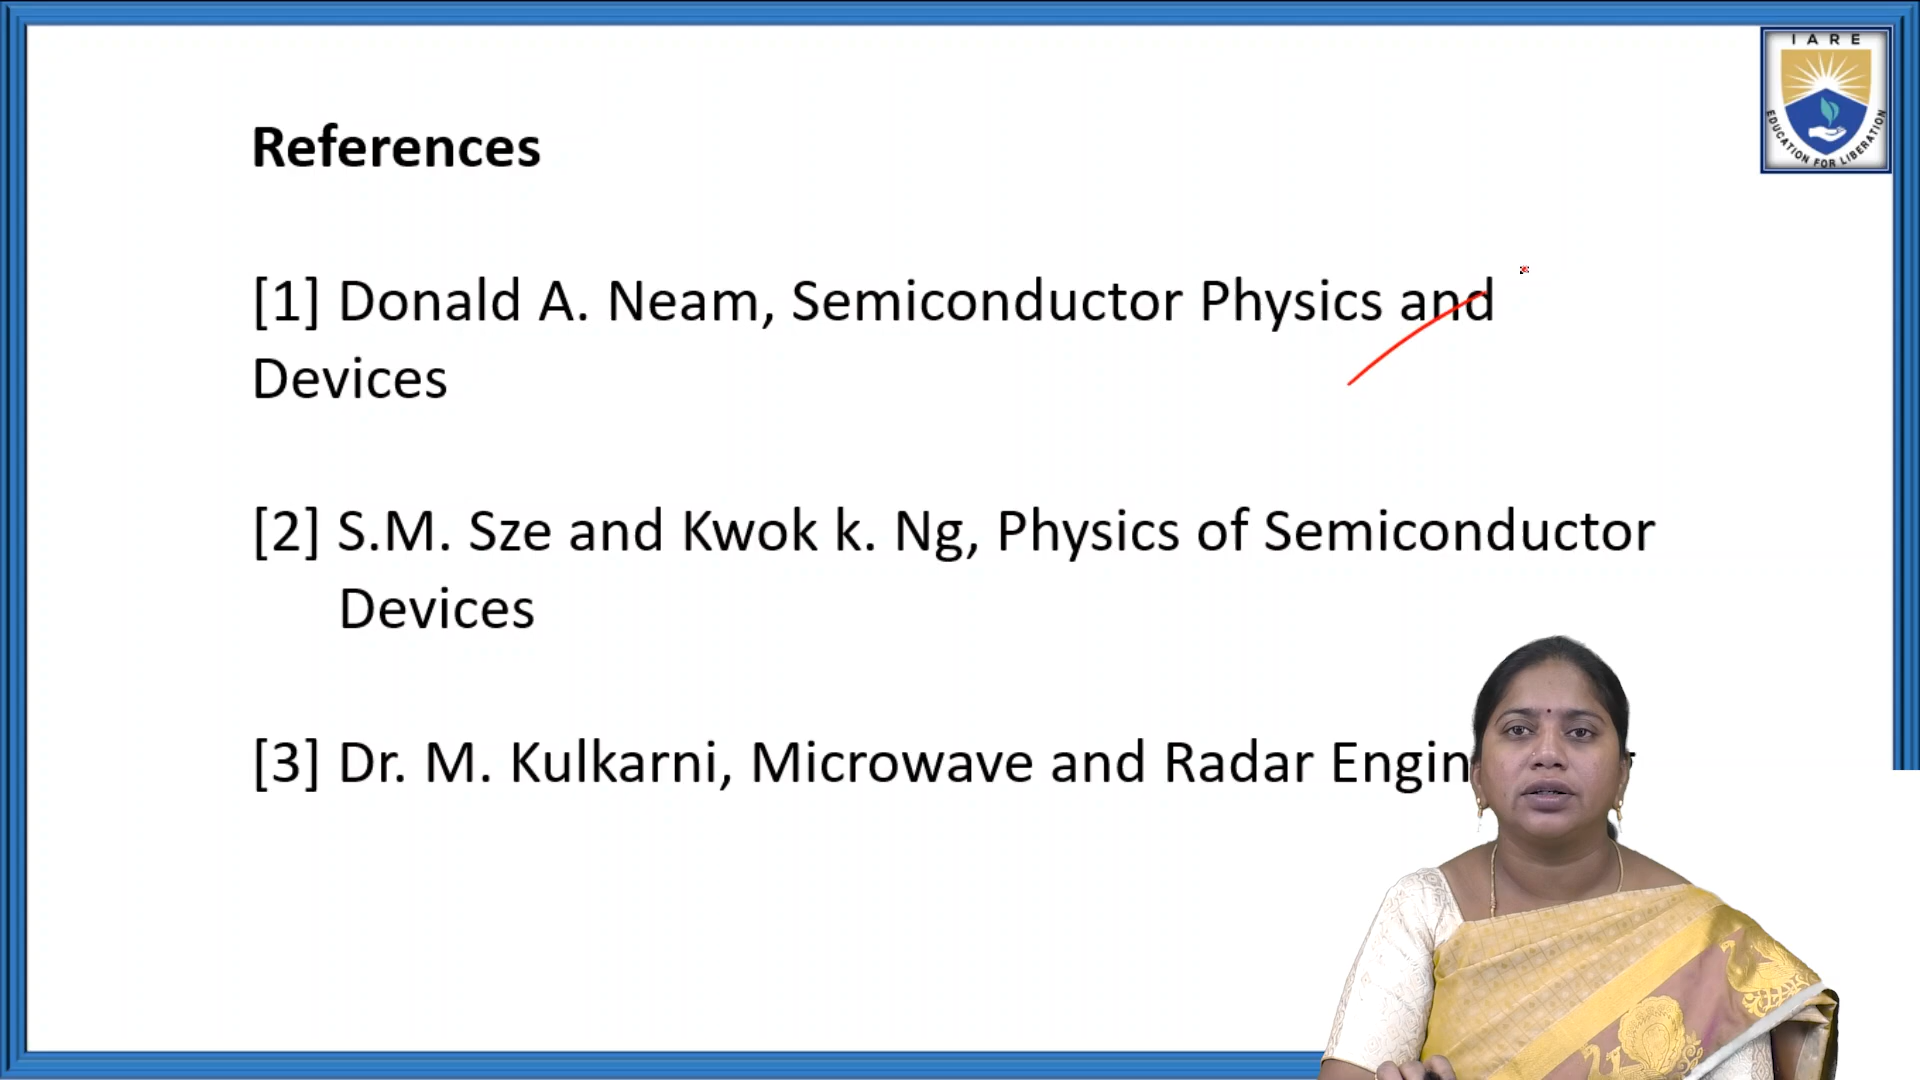 IARE
EDUCATION FOR LIBERATION
References
[1] Donald A. Neam, Semiconductor Physics and
Devices
[2] S.M. Sze and Kwok k. Ng, Physics of Semiconductor
Devices
[3] Dr. M. Kulkarni, Microwave and Radar